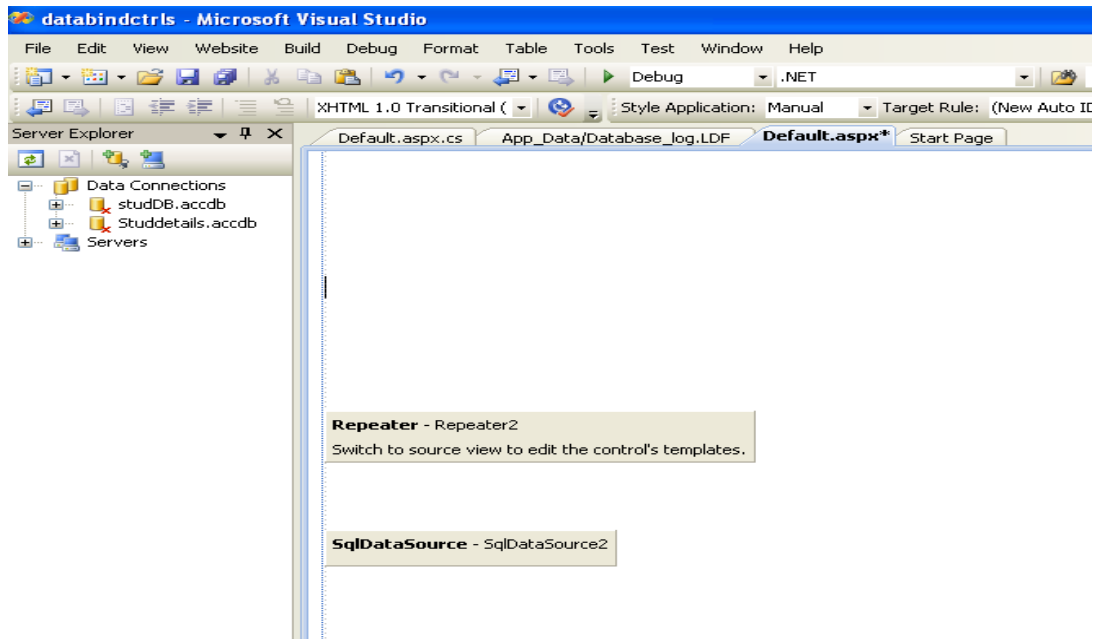 databindctrls - Microsoft Visual Studio
File Edit View Website Build Debug Format Table Tools Test Window Help
Debug .NET
XHTML 1.0 Transitional ( Style Application: Manual Target Rule: (New Auto ID
Server Explorer
Default.aspx.cs App_Data/Database_log.LDF Default.aspx* Start Page
Data Connections
studDB.accdb
Studdetails.accdb
Servers
Repeater - Repeater2
Switch to source view to edit the control's templates.
SqlDataSource - SqlDataSource2